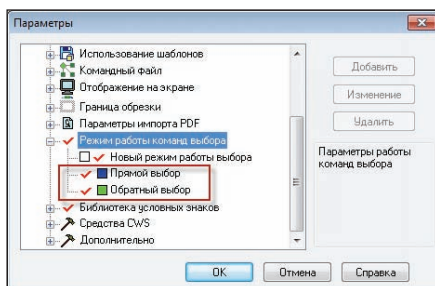 Параметры
Использование шаблонов
Командный файл
Отображение на экране
Граница обрезки
Параметры импорта PDF
Режим работы команд выбора
Новый режим работы выбора
Прямой выбор
Обратный выбор
Библиотека условных знаков
Средства CWS
Дополнительно
Добавить
Изменение
Удалить
Параметры работы
команд выбора
OK
Отмена
Справка